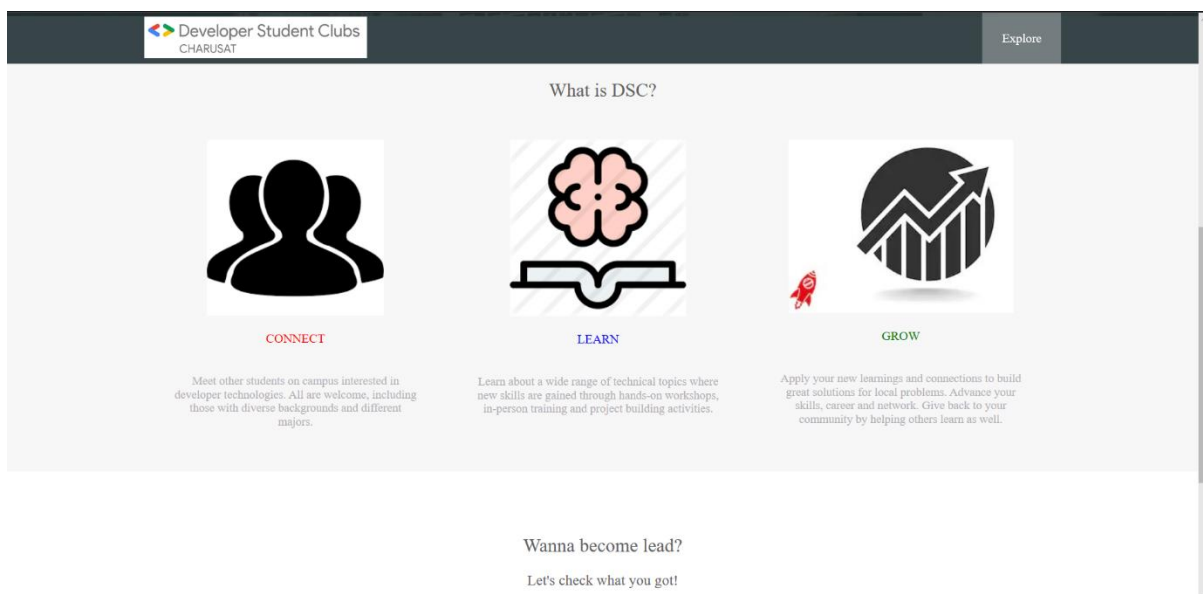 Developer Student Clubs
CHARUSAT
Explore
What is DSC?
CONNECT
Meet other students on campus interested in
developer technologies. All are welcome, including
those with diverse backgrounds and different
majors.
LEARN
Learn about a wide range of technical topics where
new skills are gained through hands-on workshops,
in-person training and project building activities.
GROW
Apply your new learnings and connections to build
great solutions for local problems. Advance your
skills, career and network. Give back to your
community by helping others learn as well.
Wanna become lead?
Let's check what you got!